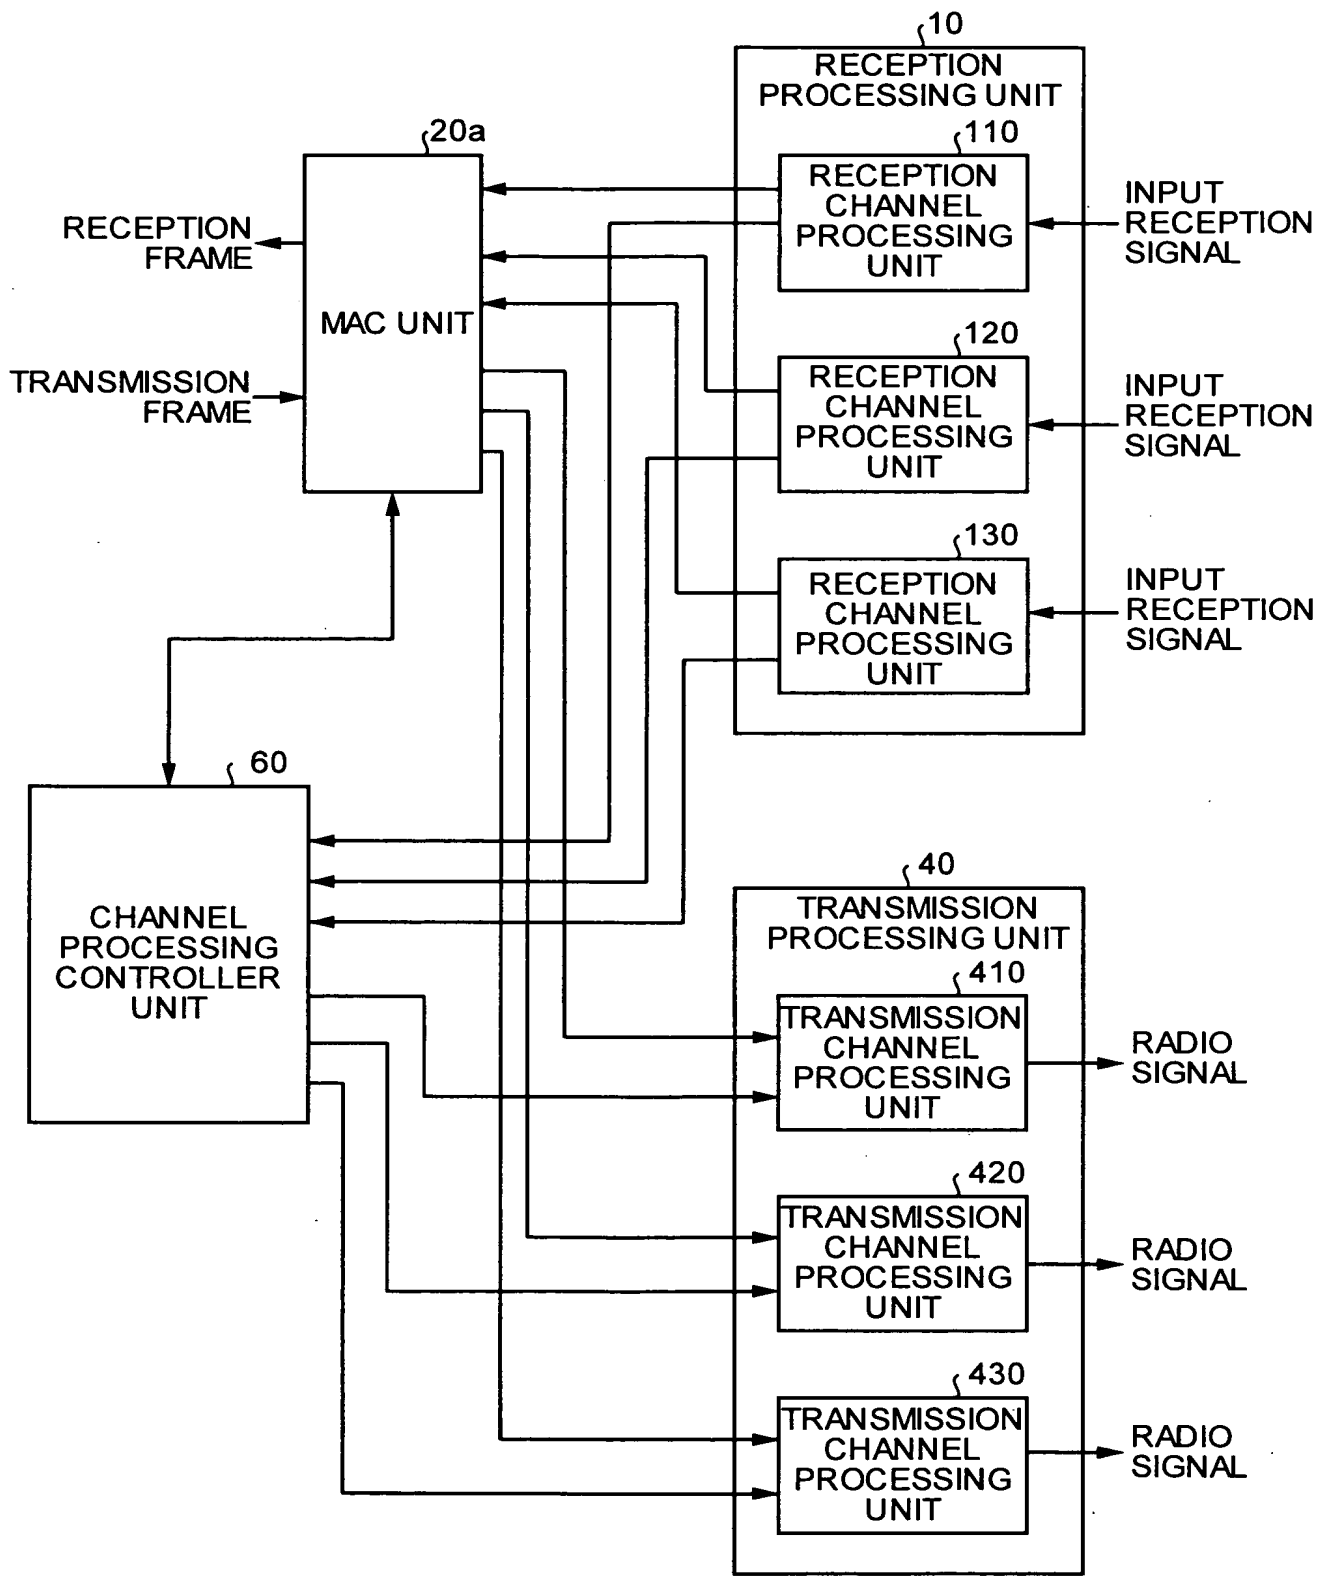 10
RECEPTION
PROCESSING UNIT
20a
MAC UNIT
RECEPTION
FRAME
TRANSMISSION
FRAME
110
RECEPTION
CHANNEL
PROCESSING
UNIT
INPUT
RECEPTION
SIGNAL
120
RECEPTION
CHANNEL
PROCESSING
UNIT
INPUT
RECEPTION
SIGNAL
130
RECEPTION
CHANNEL
PROCESSING
UNIT
INPUT
RECEPTION
SIGNAL
60
CHANNEL
PROCESSING
CONTROLLER
UNIT
40
TRANSMISSION
PROCESSING UNIT
410
TRANSMISSION
CHANNEL
PROCESSING
UNIT
RADIO
SIGNAL
420
TRANSMISSION
CHANNEL
PROCESSING
UNIT
RADIO
SIGNAL
430
TRANSMISSION
CHANNEL
PROCESSING
UNIT
RADIO
SIGNAL